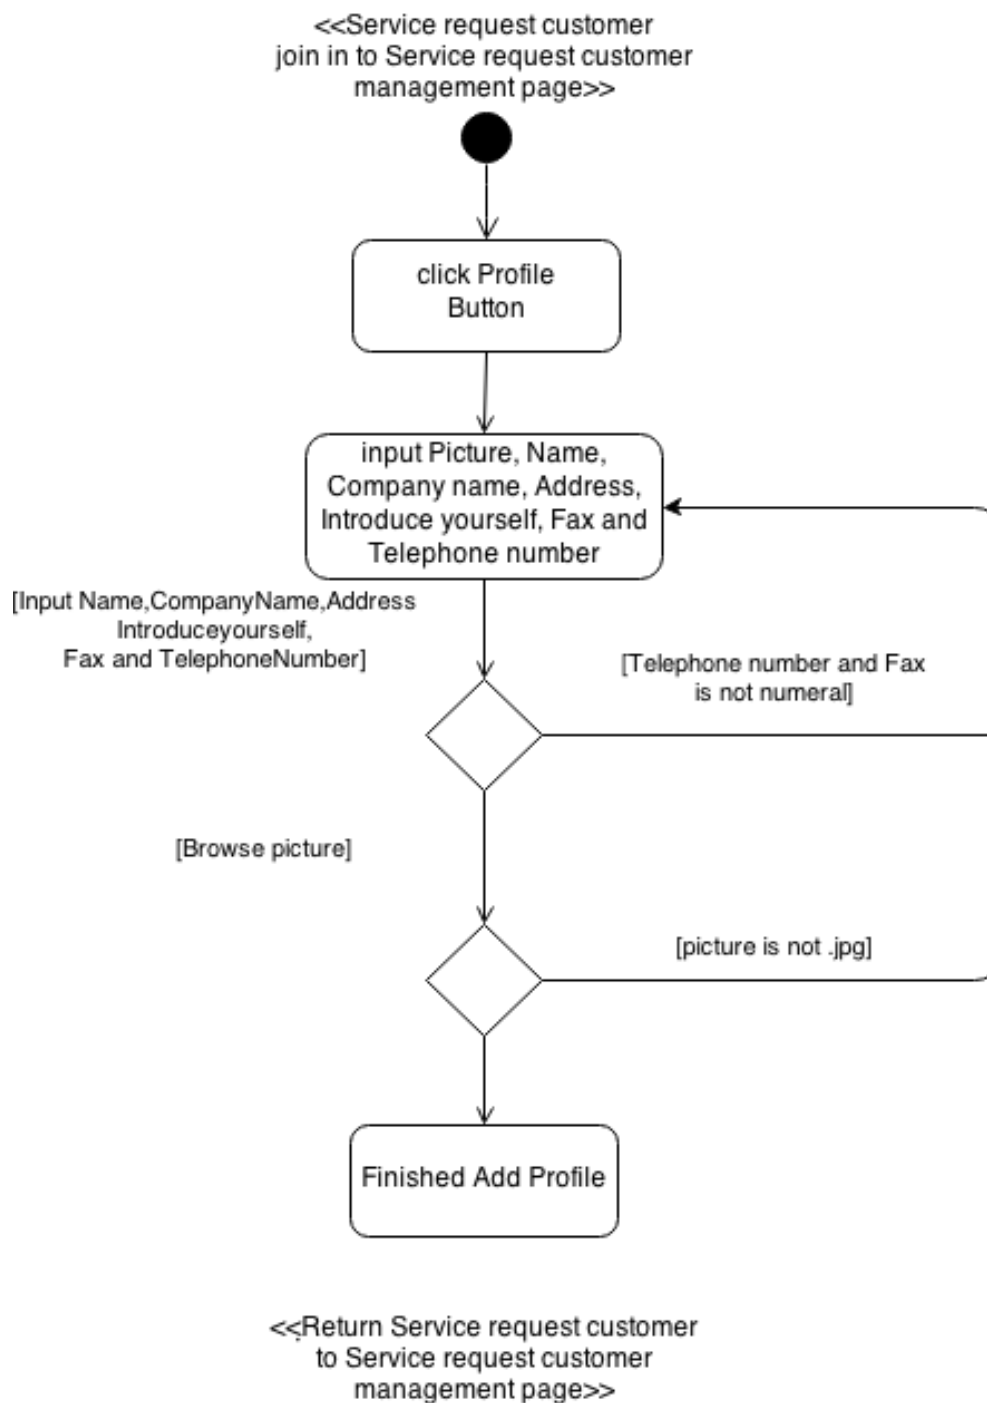 <<Service request customer
join in to Service request customer
management page>>
click Profile
Button
input Picture, Name,
Company name, Address,
Introduce yourself, Fax and
Telephone number
[Input Name,CompanyName,Address
Introduceyourself,
Fax and TelephoneNumber]
[Telephone number and Fax
is not numeral]
[Browse picture]
[picture is not .jpg]
Finished Add Profile
<<Return Service request customer
to Service request customer
management page>>